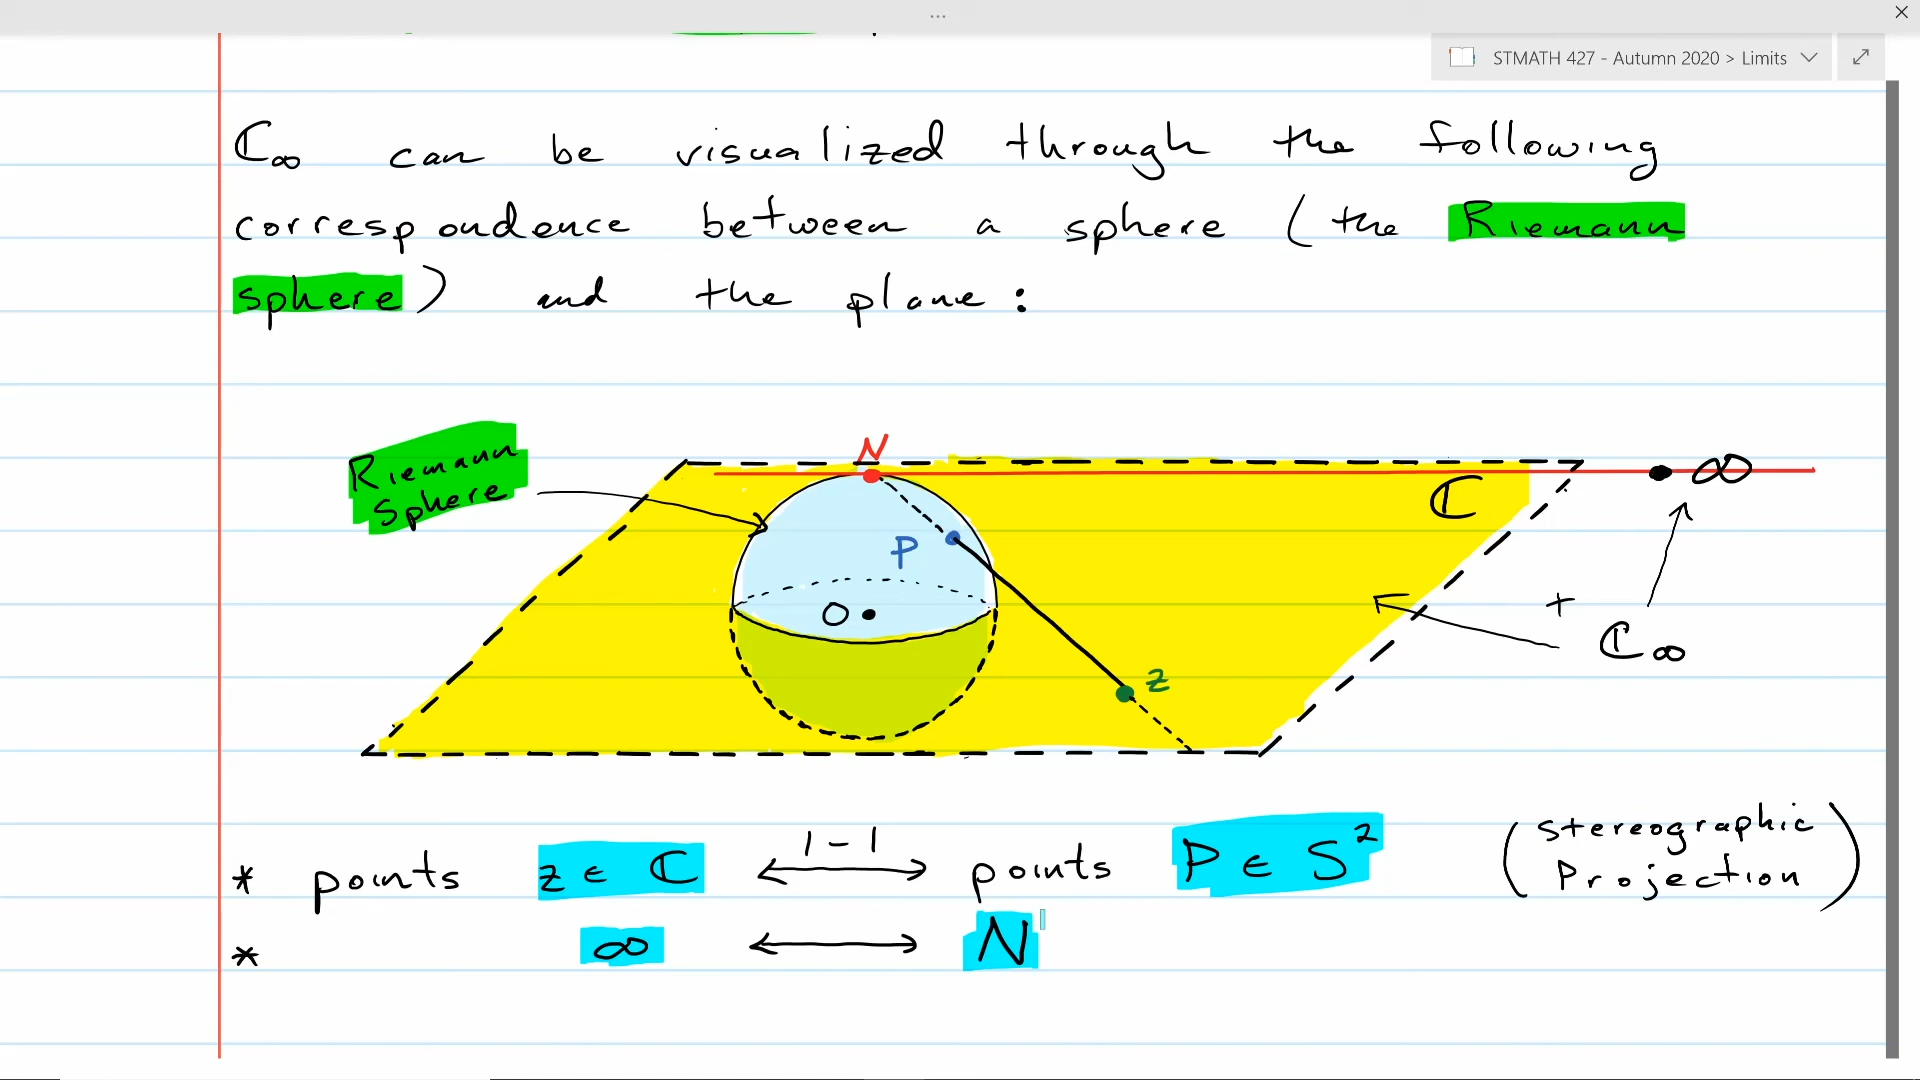 STMATH 427 - Autumn 2020 > Limits
ℂ∞ can be visualized through the following
correspondence between a sphere (the Riemann
sphere) and the plane:
N
∞
Riemann
Sphere
ℂ
P
O
+
ℂ∞
z
* points z ∈ ℂ 1-1 ⟷ points P ∈ S² (Stereographic
Projection)
* ∞ ⟷ N